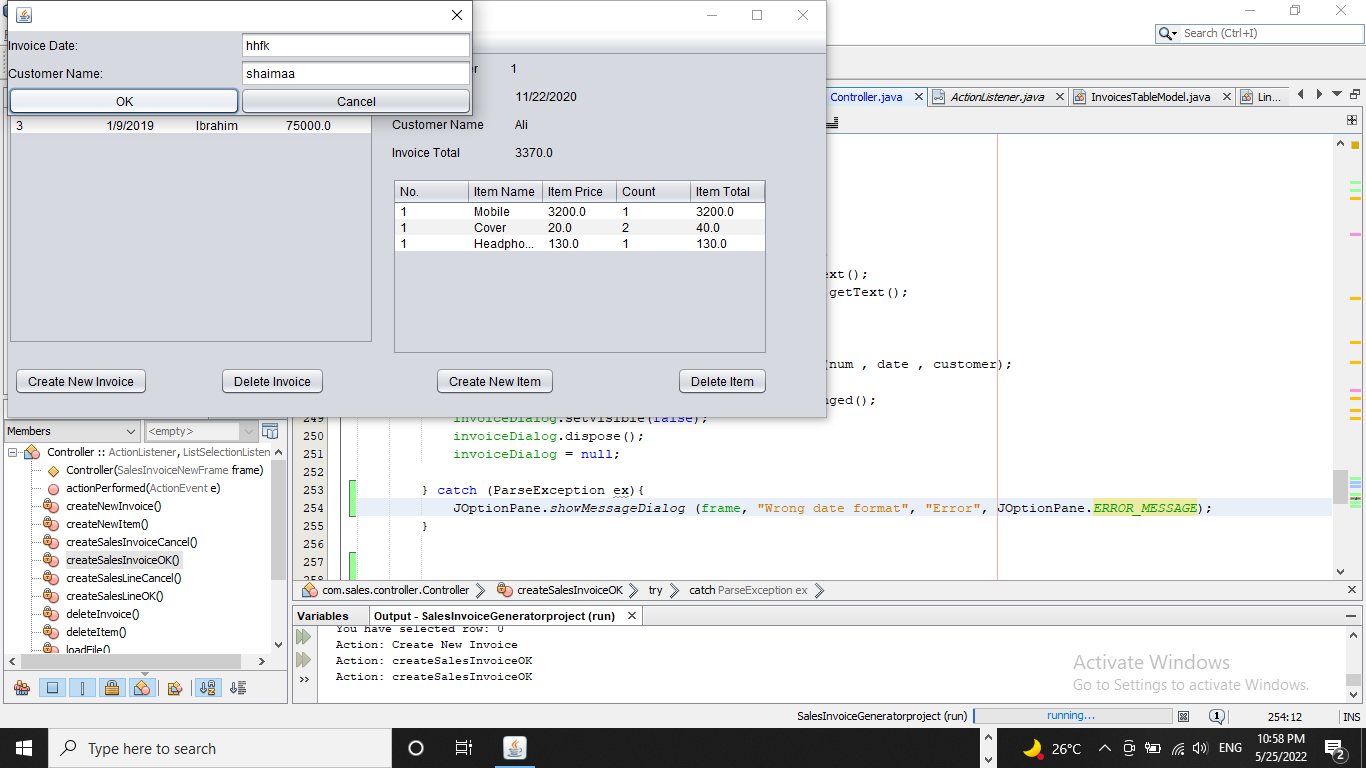 Invoice Date:
hhfk
Customer Name:
shaimaa
OK
Cancel
3 1/9/2019 Ibrahim 75000.0
1
11/22/2020
Customer Name Ali
Invoice Total 3370.0
No. Item Name Item Price Count Item Total
1 Mobile 3200.0 1 3200.0
1 Cover 20.0 2 40.0
1 Headpho... 130.0 1 130.0
Create New Invoice
Delete Invoice
Create New Item
Delete Item
Search (Ctrl+I)
Controller.java
ActionListener.java
InvoicesTableModel.java
Lin...
ext();
getText();
(num , date , customer);
nged();
249 invoiceDialog.setVisible(false);
250 invoiceDialog.dispose();
251 invoiceDialog = null;
252
253 } catch (ParseException ex){
254 JOptionPane.showMessageDialog (frame, "Wrong date format", "Error", JOptionPane.ERROR_MESSAGE);
255 }
256
257
258
Members
<empty>
Controller :: ActionListener, ListSelectionListen
Controller(SalesInvoiceNewFrame frame)
actionPerformed(ActionEvent e)
createNewInvoice()
createNewItem()
createSalesInvoiceCancel()
createSalesInvoiceOK()
createSalesLineCancel()
createSalesLineOK()
deleteInvoice()
deleteItem()
loadFile()
com.sales.controller.Controller
createSalesInvoiceOK
try
catch ParseException ex
Variables
Output - SalesInvoiceGeneratorproject (run)
You have selected row: 0
Action: Create New Invoice
Action: createSalesInvoiceOK
Action: createSalesInvoiceOK
Activate Windows
Go to Settings to activate Windows.
SalesInvoiceGeneratorproject (run)
running...
1
254:12
INS
Type here to search
26°C
ENG
10:58 PM
5/25/2022
2